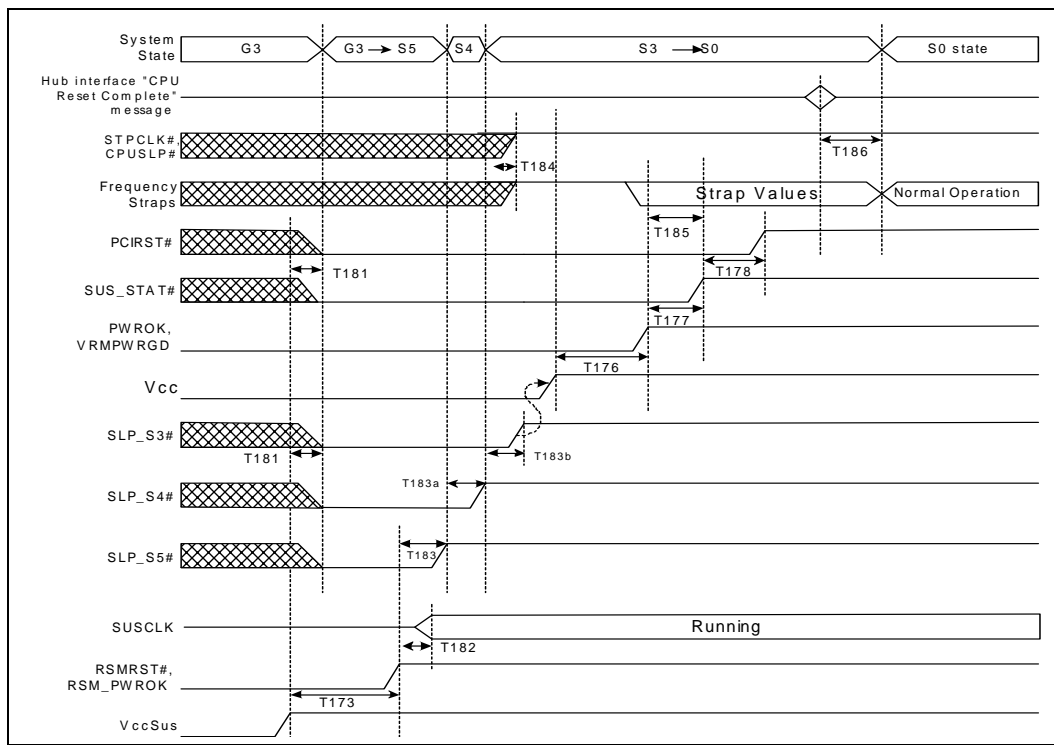 System
State
G3
G3 → S5
S4
S3 → S0
S0 state
Hub interface "CPU
Reset Complete"
message
T186
STPCLK#,
CPUSLP#
T184
Frequency
Straps
Strap Values
Normal Operation
T185
PCIRST#
T181
T178
SUS_STAT#
T177
PWROK,
VRMPWRGD
T176
Vcc
SLP_S3#
T181
T183b
SLP_S4#
T183a
SLP_S5#
T183
SUSCLK
Running
T182
RSMRST#,
RSM_PWROK
T173
VccSus